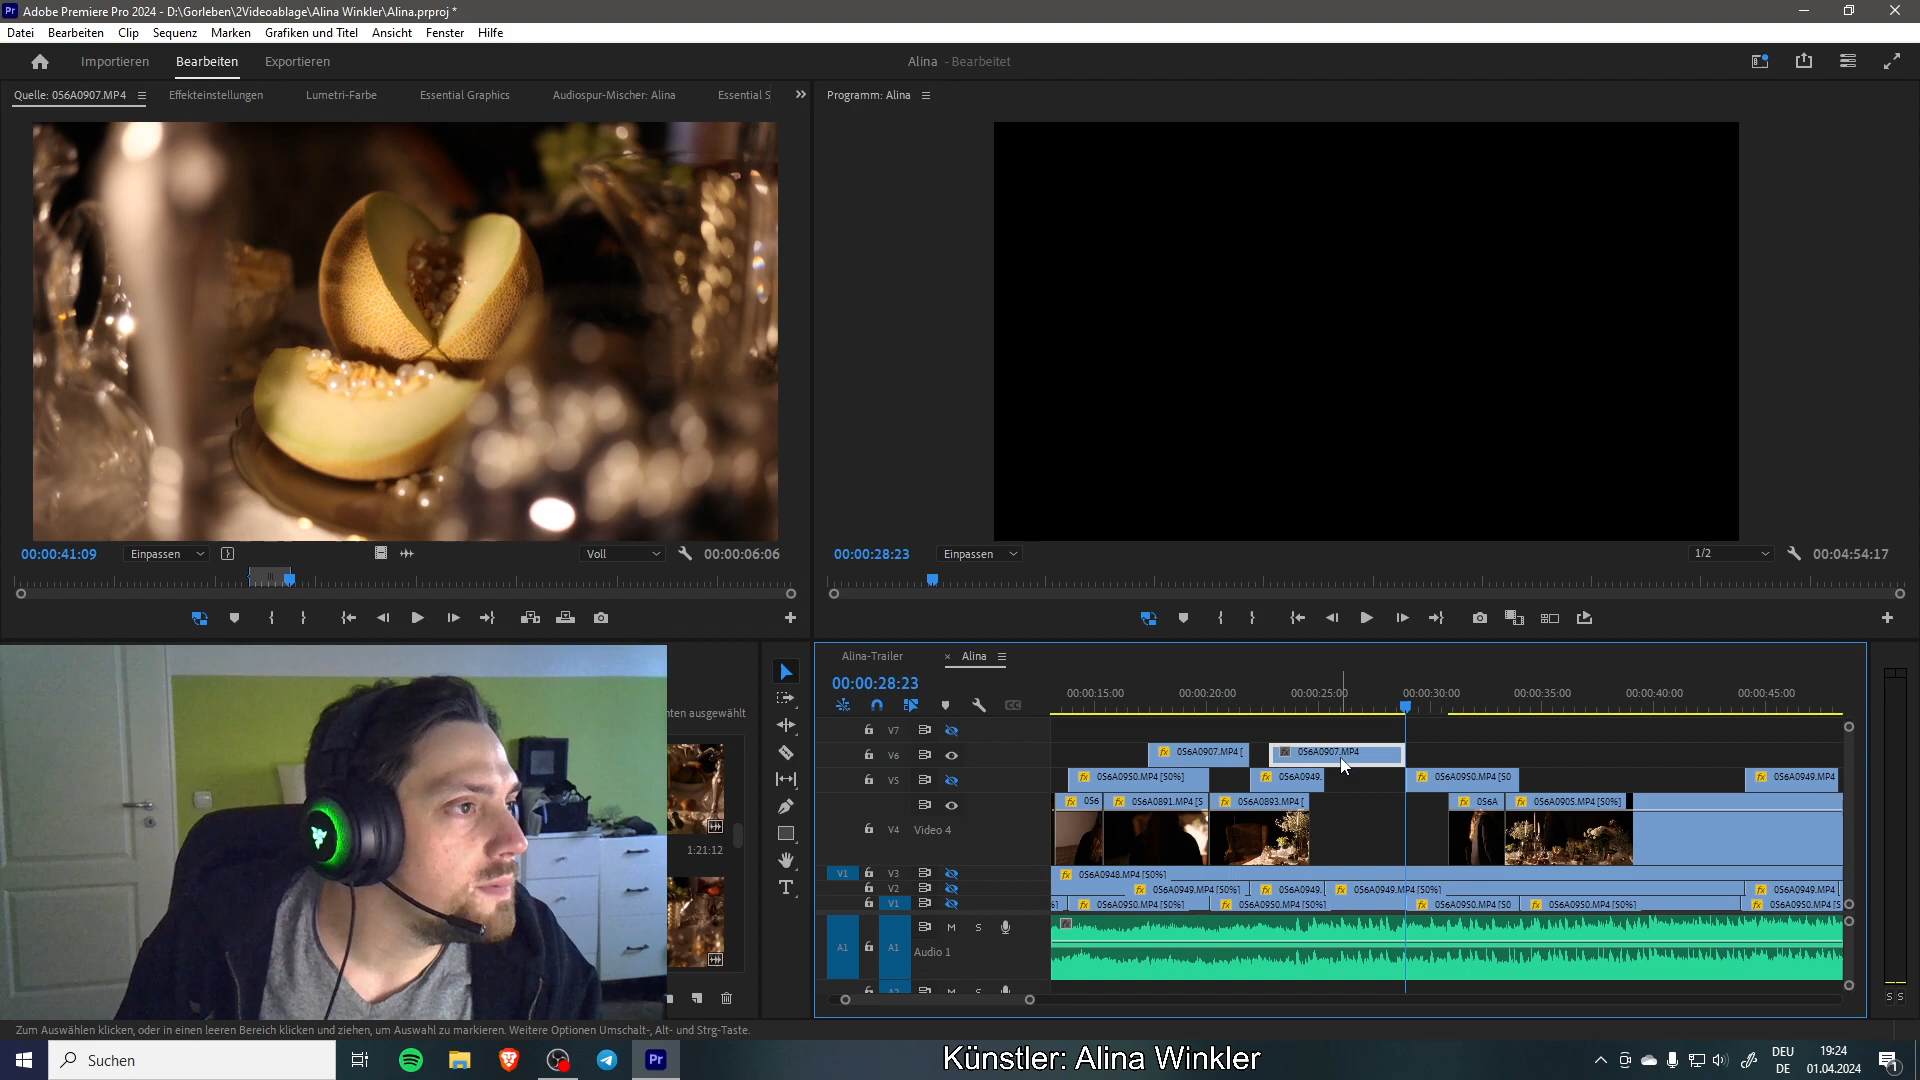 Adobe Premiere Pro 2024 - D:\Gorleben\2Videoablage\Alina Winkler\Alina.prproj *
Datei Bearbeiten Clip Sequenz Marken Grafiken und Titel Ansicht Fenster Hilfe
Importieren Bearbeiten Exportieren Alina - Bearbeitet
Quelle: 056A0907.MP4 Effekteinstellungen Lumetri-Farbe Essential Graphics Audiospur-Mischer: Alina Essential S
Programm: Alina
00:00:41:09 Einpassen Voll 00:00:06:06
00:00:28:23 Einpassen 1/2 00:04:54:17
Alina-Trailer × Alina
00:00:28:23
00:00:15:00 00:00:20:00 00:00:25:00 00:00:30:00 00:00:35:00 00:00:40:00 00:00:45:00
nten ausgewählt
V7
V6 056A0907.MP4 [ 056A0907.MP4
V5 056A0950.MP4 [50%] 056A0949. 056A0950.MP4 [50 056A0949.MP4
056 056A0891.MP4 [5 056A0893.MP4 [ 056A 056A0905.MP4 [50%]
V4 Video 4
1:21:12
V1 V3 056A0948.MP4 [50%]
V2 056A0949.MP4 [50%] 056A0949. 056A0949.MP4 [50%] 056A0949.MP4
V1 %] 056A0950.MP4 [50%] 056A0950.MP4 [50%] 056A0950.MP4 [50 056A0950.MP4 [50%] 056A0950.MP4 [5
M S
A1 A1 Audio 1
S S
Zum Auswählen klicken, oder in einen leeren Bereich klicken und ziehen, um Auswahl zu markieren. Weitere Optionen Umschalt-, Alt- und Strg-Taste.
Suchen
Künstler: Alina Winkler
DEU 19:24
DE 01.04.2024
1